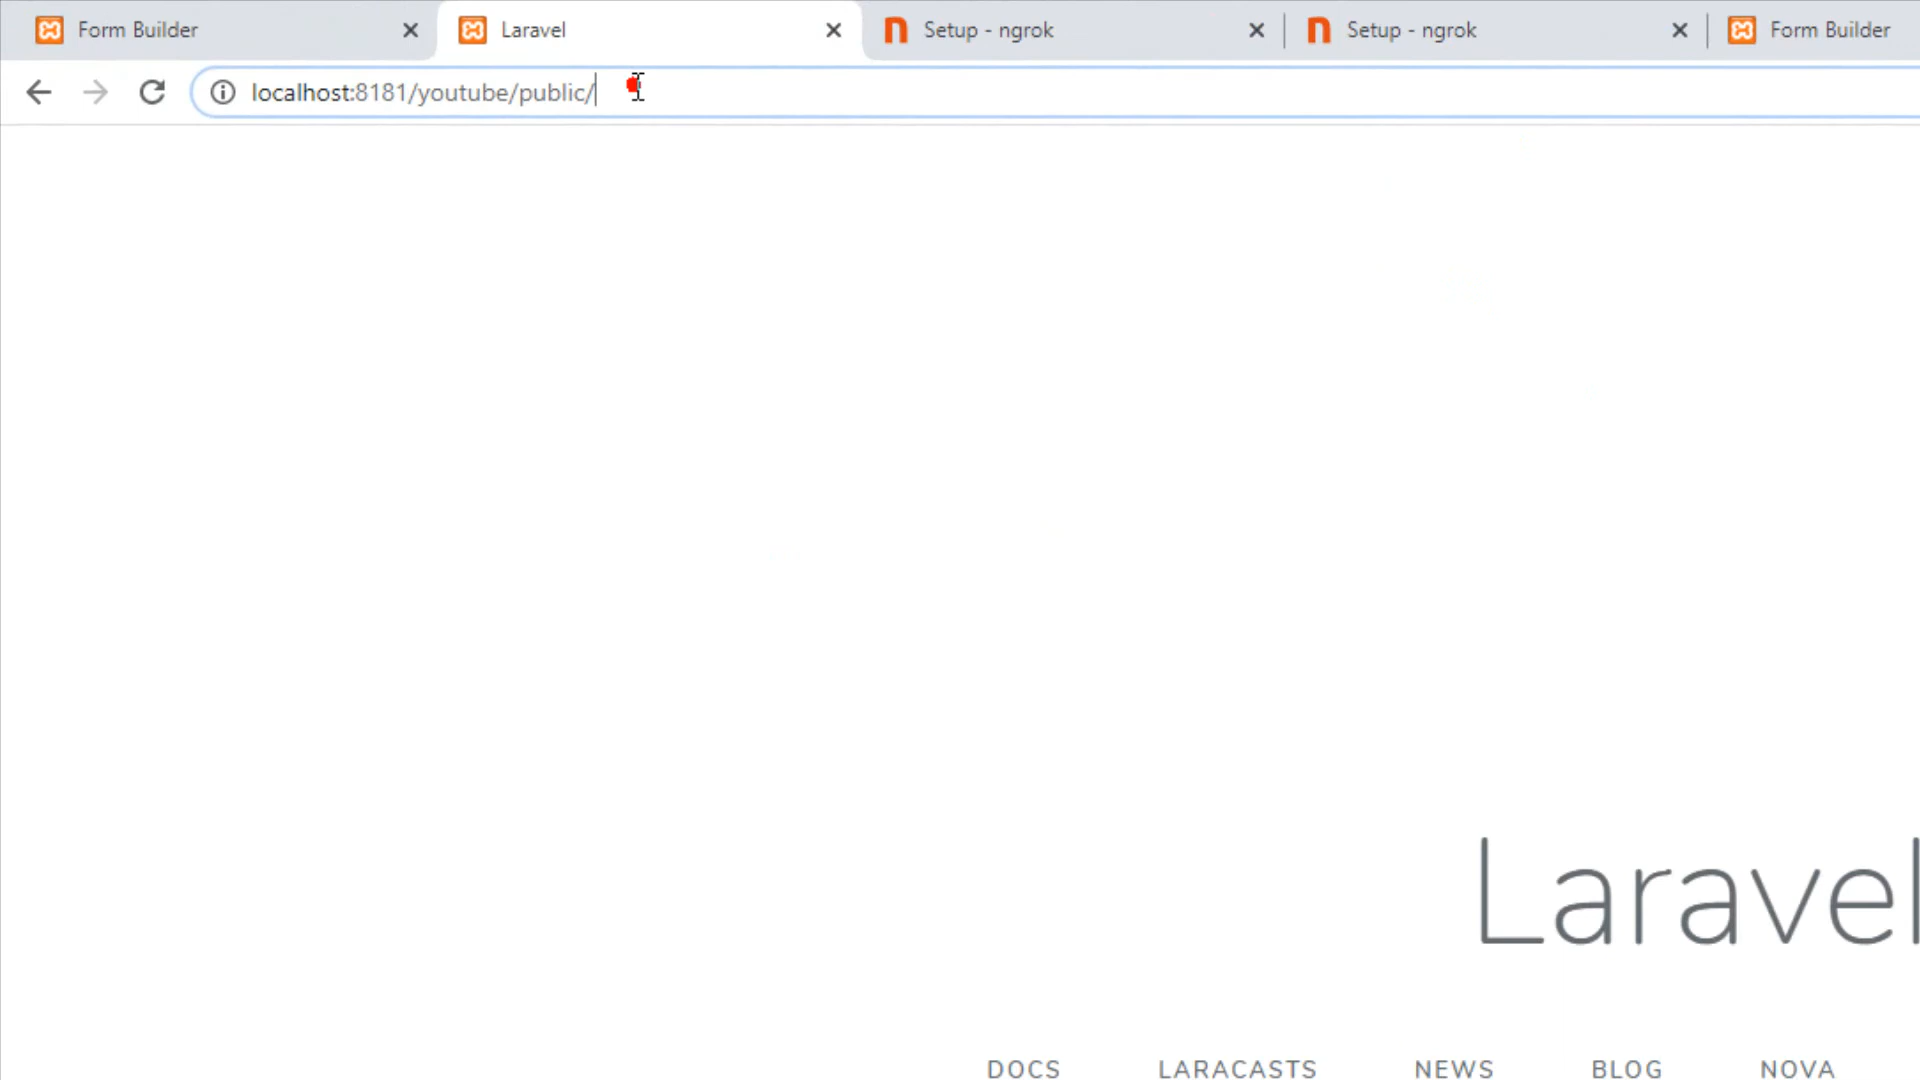 Form Builder
Laravel
Setup - ngrok
Setup - ngrok
Form Builder
localhost:8181/youtube/public/
Laravel
DOCS LARACASTS NEWS BLOG NOVA